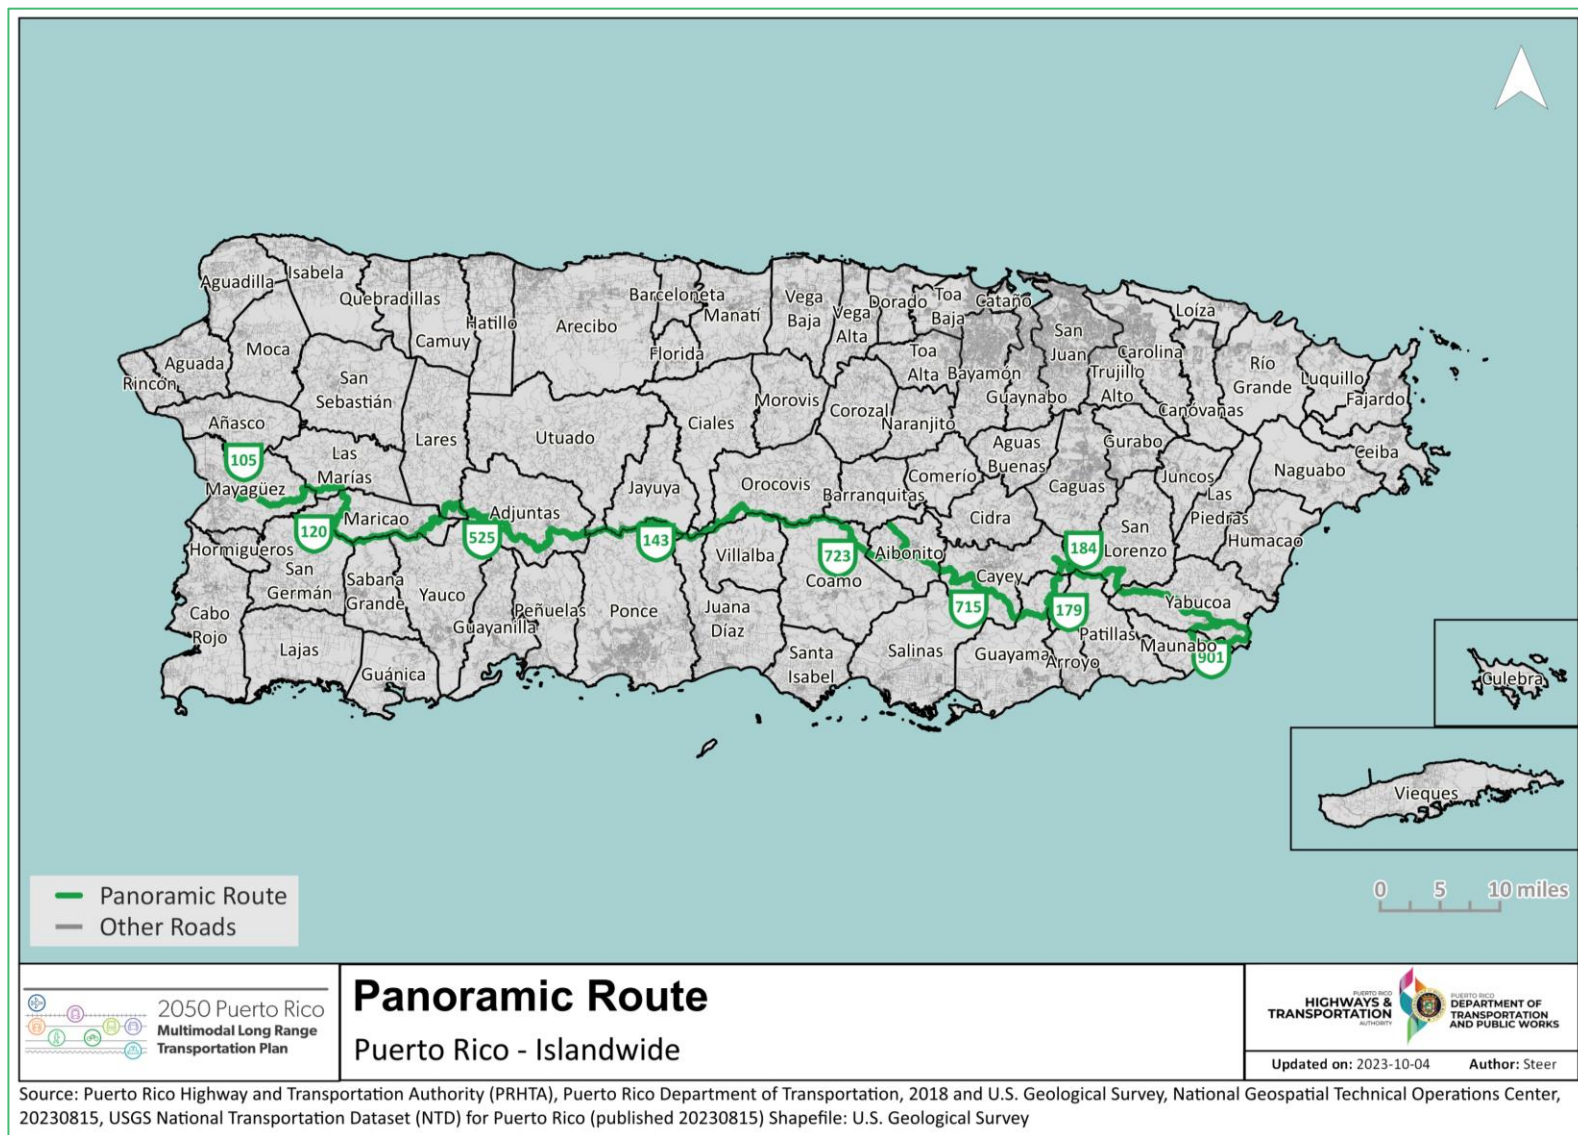 Isabela
Aguadilla
Quebradillas
Hatillo
Camuy
Arecibo
Barceloneta
Manatí
Vega
Baja
Vega
Alta
Dorado
Toa
Baja
Cataño
San
Juan
Loíza
Carolina
Río
Grande
Luquillo
Fajardo
Moca
Aguada
Rincón
San
Sebastián
Florida
Toa
Alta
Bayamón
Guaynabo
Trujillo
Alto
Canóvanas
Añasco
Lares
Utuado
Ciales
Morovis
Corozal
Naranjito
Aguas
Buenas
Gurabo
Ceiba
Naguabo
Las
Marías
105
Mayagüez
Jayuya
Orocovis
Barranquitas
Comerío
Caguas
Juncos
Las
Piedras
Humacao
120
Maricao
525
Adjuntas
143
Villalba
723
Aibonito
Cidra
184
San
Lorenzo
Hormigueros
San
Germán
Sabana
Grande
Yauco
Guayanilla
Peñuelas
Ponce
Juana
Díaz
Coamo
Cayey
715
179
Yabucoa
Patillas
Maunabo
901
Cabo
Rojo
Lajas
Guánica
Santa
Isabel
Salinas
Guayama
Arroyo
Culebra
Vieques
Panoramic Route
Other Roads
0 5 10 miles
2050 Puerto Rico
Multimodal Long Range
Transportation Plan
Panoramic Route
Puerto Rico - Islandwide
PUERTO RICO
HIGHWAYS &
TRANSPORTATION
AUTHORITY
PUERTO RICO
DEPARTMENT OF
TRANSPORTATION
AND PUBLIC WORKS
Updated on: 2023-10-04 Author: Steer
Source: Puerto Rico Highway and Transportation Authority (PRHTA), Puerto Rico Department of Transportation, 2018 and U.S. Geological Survey, National Geospatial Technical Operations Center,
20230815, USGS National Transportation Dataset (NTD) for Puerto Rico (published 20230815) Shapefile: U.S. Geological Survey